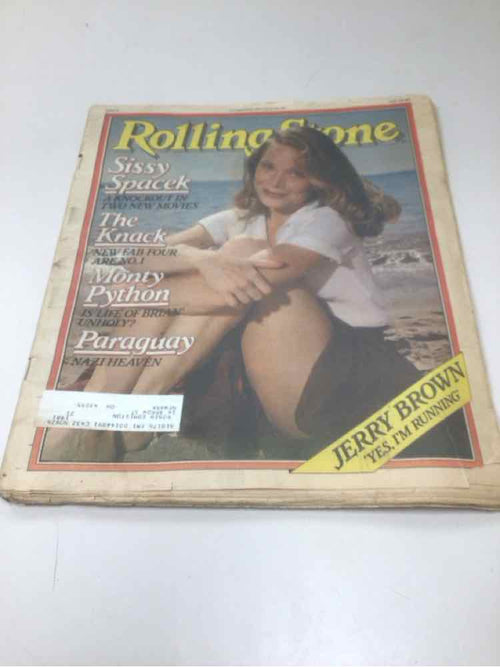 Rolling Stone
Sissy
Spacek
A KNOCKOUT IN
TWO NEW MOVIES
The
Knack
NEW FAB FOUR
ARE NO. 1
Monty
Python
IS 'LIFE OF BRIAN'
UNHOLY?
Paraguay
NAZI HEAVEN
JERRY BROWN
'YES, I'M RUNNING'